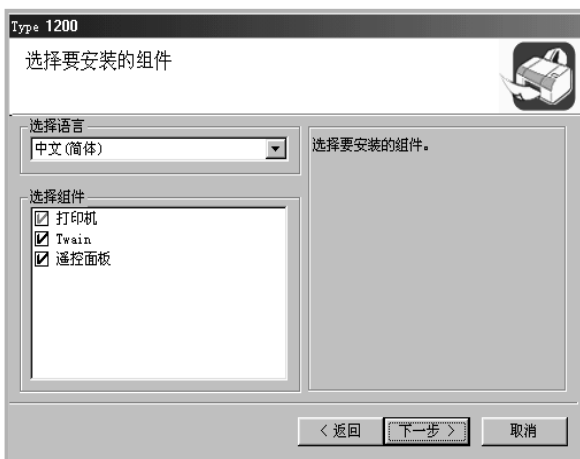 Type 1200
选择要安装的组件
选择语言
中文(简体)
选择要安装的组件。
选择组件
打印机
Twain
遥控面板
< 返回
下一步 >
取消